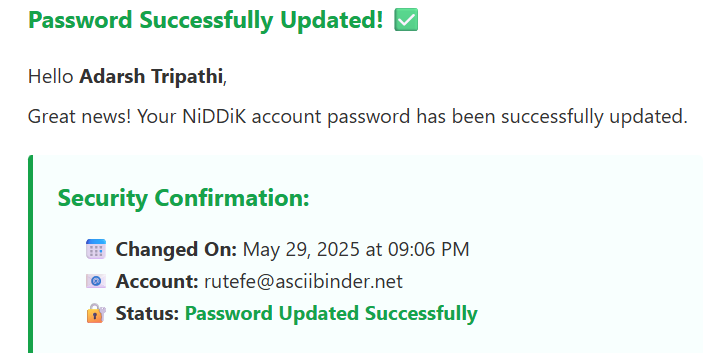 Password Successfully Updated! ✅
Hello Adarsh Tripathi,
Great news! Your NiDDiK account password has been successfully updated.
Security Confirmation:
📅 Changed On: May 29, 2025 at 09:06 PM
📧 Account: rutefe@asciibinder.net
🔐 Status: Password Updated Successfully